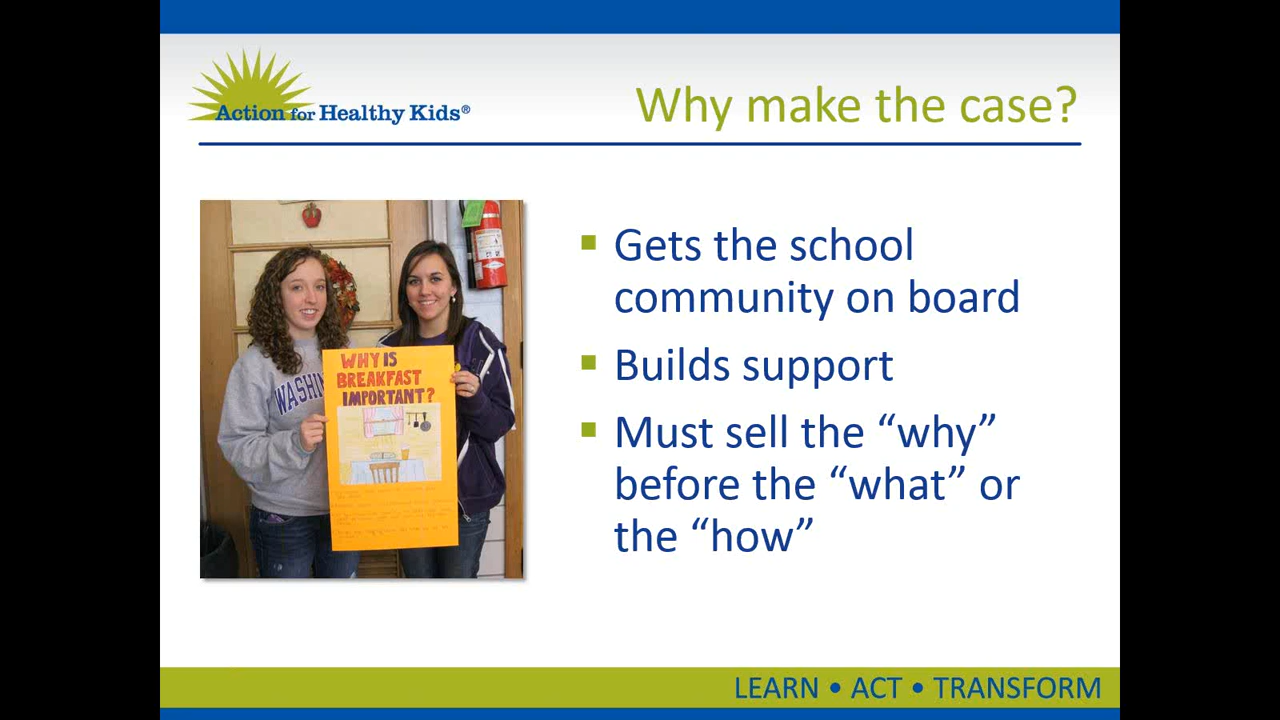 Action for Healthy Kids®
Why make the case?
WASHIN
WHY IS
BREAKFAST
IMPORTANT?
▪ Gets the school
community on board
▪ Builds support
▪ Must sell the “why”
before the “what” or
the “how”
LEARN • ACT • TRANSFORM